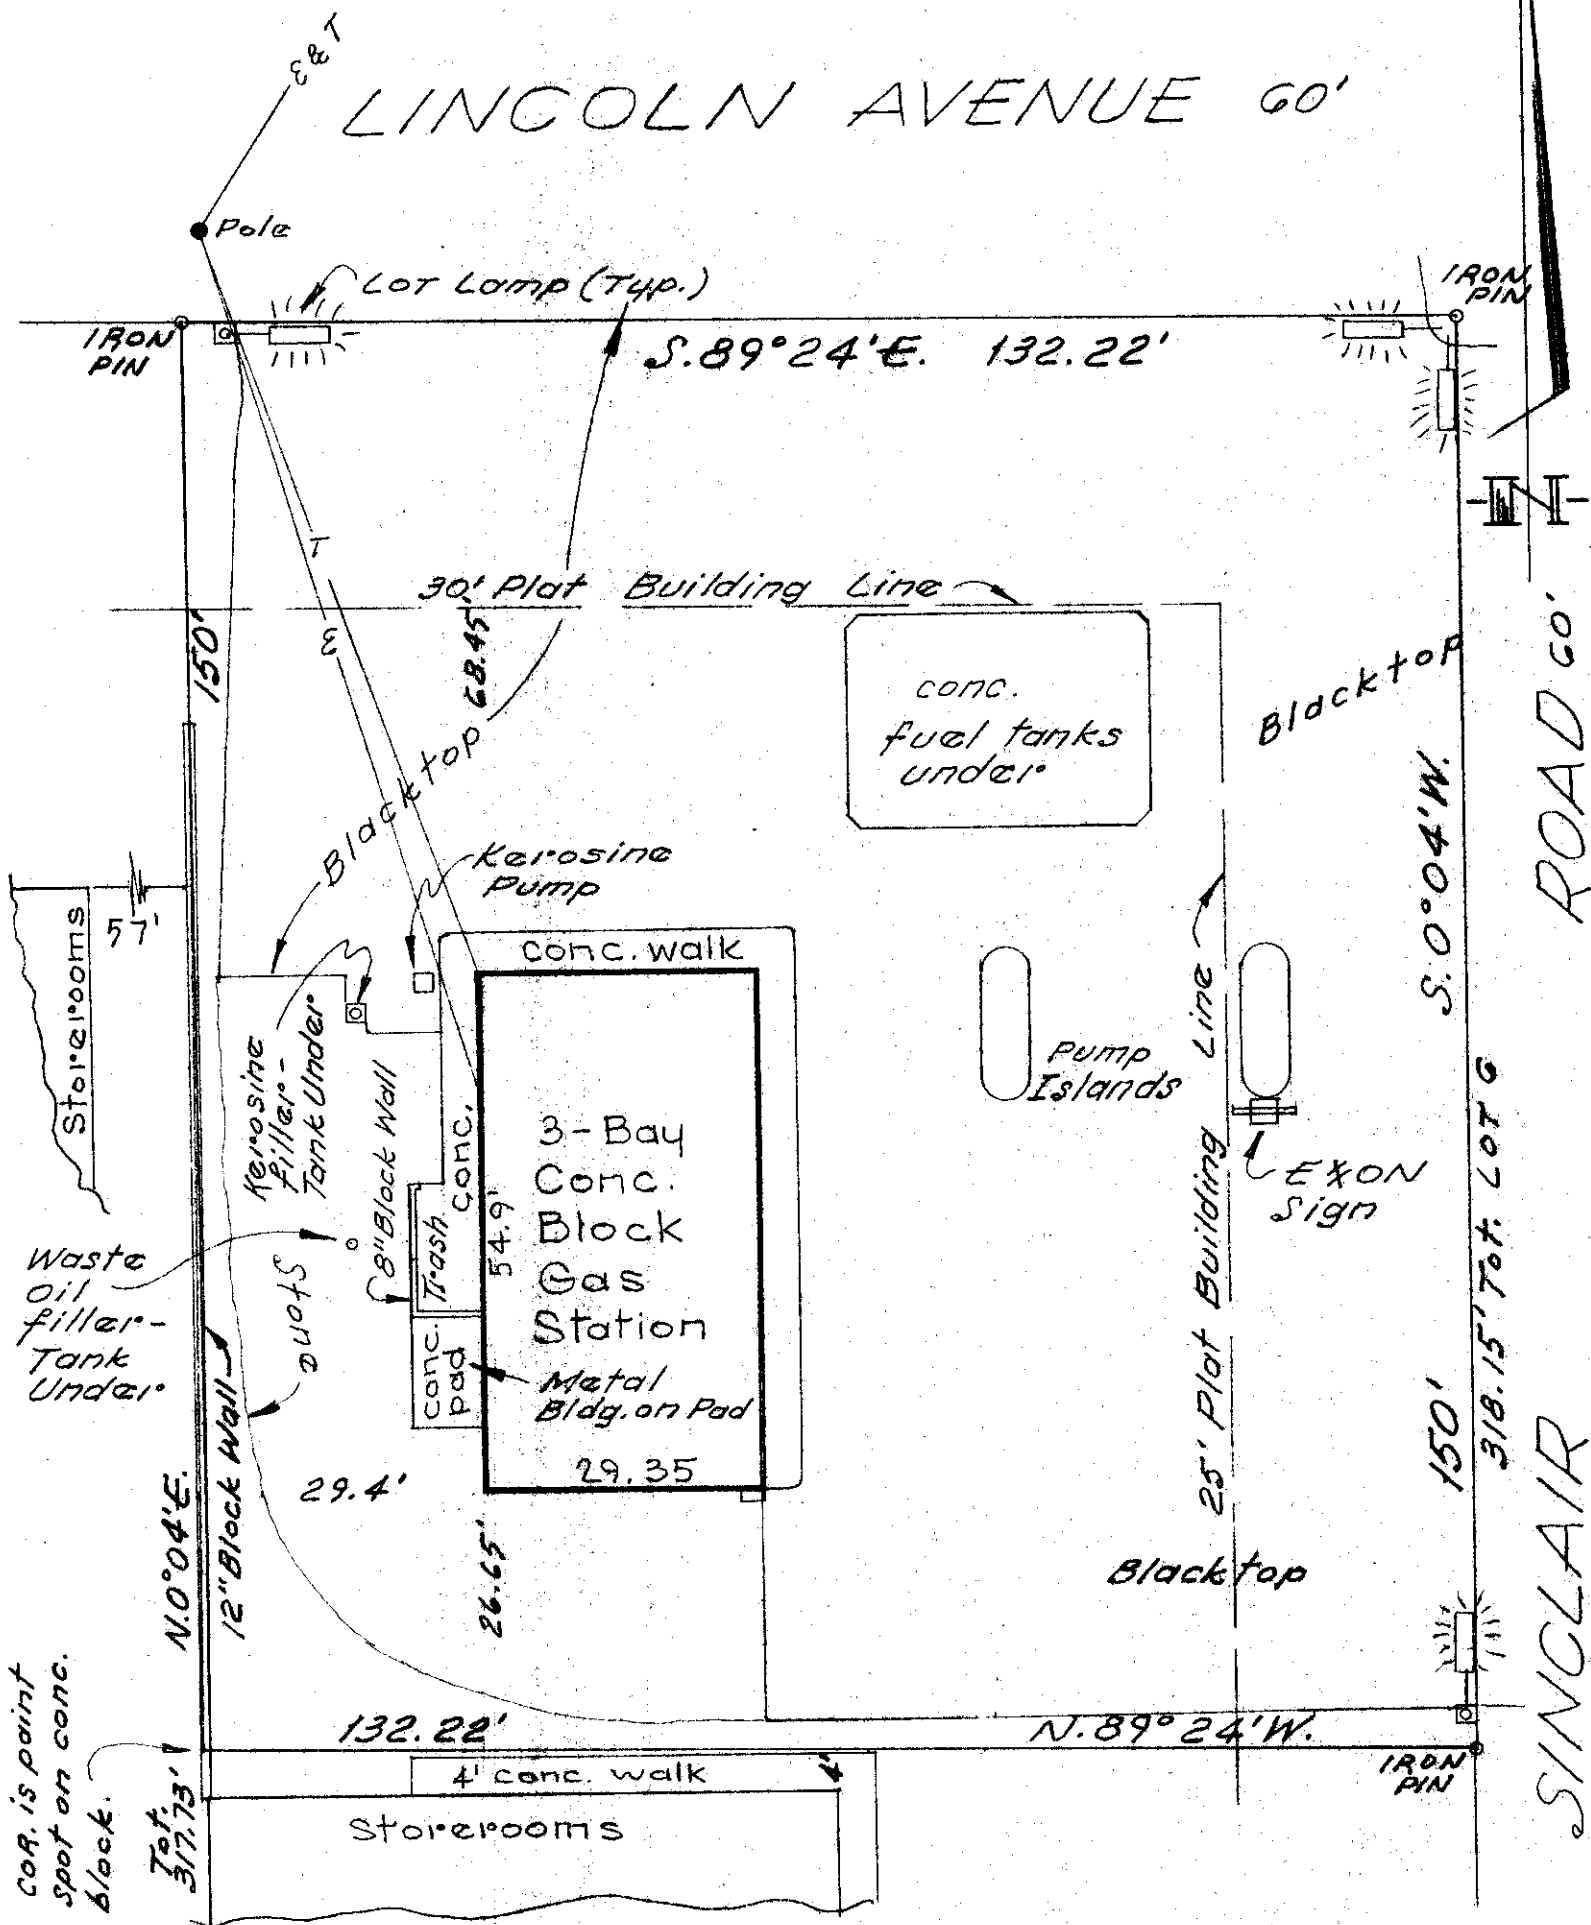 E&T
LINCOLN AVENUE 60'
Pole
Lot Lamp (Typ.)
IRON
PIN
IRON
PIN
S.89°24'E. 132.22'
N
T
30' Plat Building Line
E
150'
68.45'
conc.
fuel tanks
under
Blacktop
Blacktop
ROAD 60'
S.0°04'W.
Kerosine
Pump
57'
Storerooms
conc. walk
Kerosine
filler-
Tank Under
8" Block Wall
conc.
Trash
54.9'
3-Bay
Conc.
Block
Gas
Station
Pump
Islands
25' Plat Building Line
EXON
Sign
318.15' Tot. LOT 6
Waste
Oil
filler-
Tank
Under
Stone
conc.
pad
Metal
Bldg. on Pad
29.35
29.4'
26.65'
12" Block Wall
N.0°04'E.
150'
Blacktop
SINCLAIR
132.22'
N.89°24'W.
IRON
PIN
4' conc. walk
4'
Storerooms
COR. is paint
spot on conc.
block.
Tot.
317.73'